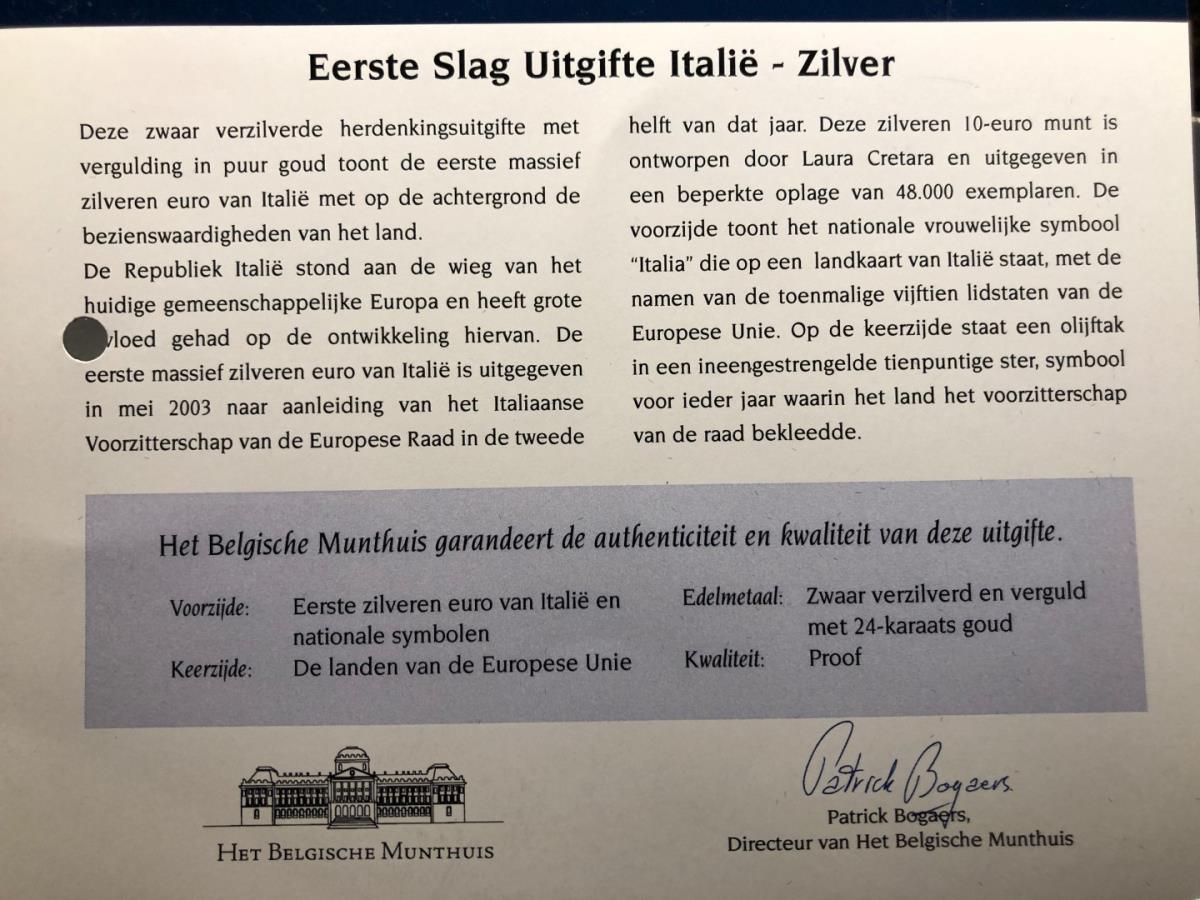 Eerste Slag Uitgifte Italië - Zilver
Deze zwaar verzilverde herdenkingsuitgifte met
vergulding in puur goud toont de eerste massief
zilveren euro van Italië met op de achtergrond de
bezienswaardigheden van het land.
De Republiek Italië stond aan de wieg van het
huidige gemeenschappelijke Europa en heeft grote
vloed gehad op de ontwikkeling hiervan. De
eerste massief zilveren euro van Italië is uitgegeven
in mei 2003 naar aanleiding van het Italiaanse
Voorzitterschap van de Europese Raad in de tweede
helft van dat jaar. Deze zilveren 10-euro munt is
ontworpen door Laura Cretara en uitgegeven in
een beperkte oplage van 48.000 exemplaren. De
voorzijde toont het nationale vrouwelijke symbool
“Italia” die op een landkaart van Italië staat, met de
namen van de toenmalige vijftien lidstaten van de
Europese Unie. Op de keerzijde staat een olijftak
in een ineengestrengelde tienpuntige ster, symbool
voor ieder jaar waarin het land het voorzitterschap
van de raad bekleedde.
Het Belgische Munthuis garandeert de authenticiteit en kwaliteit van deze uitgifte.
Voorzijde: Eerste zilveren euro van Italië en
nationale symbolen
Keerzijde: De landen van de Europese Unie
Edelmetaal: Zwaar verzilverd en verguld
met 24-karaats goud
Kwaliteit: Proof
HET BELGISCHE MUNTHUIS
Patrick Bogaers
Patrick Bogaers,
Directeur van Het Belgische Munthuis